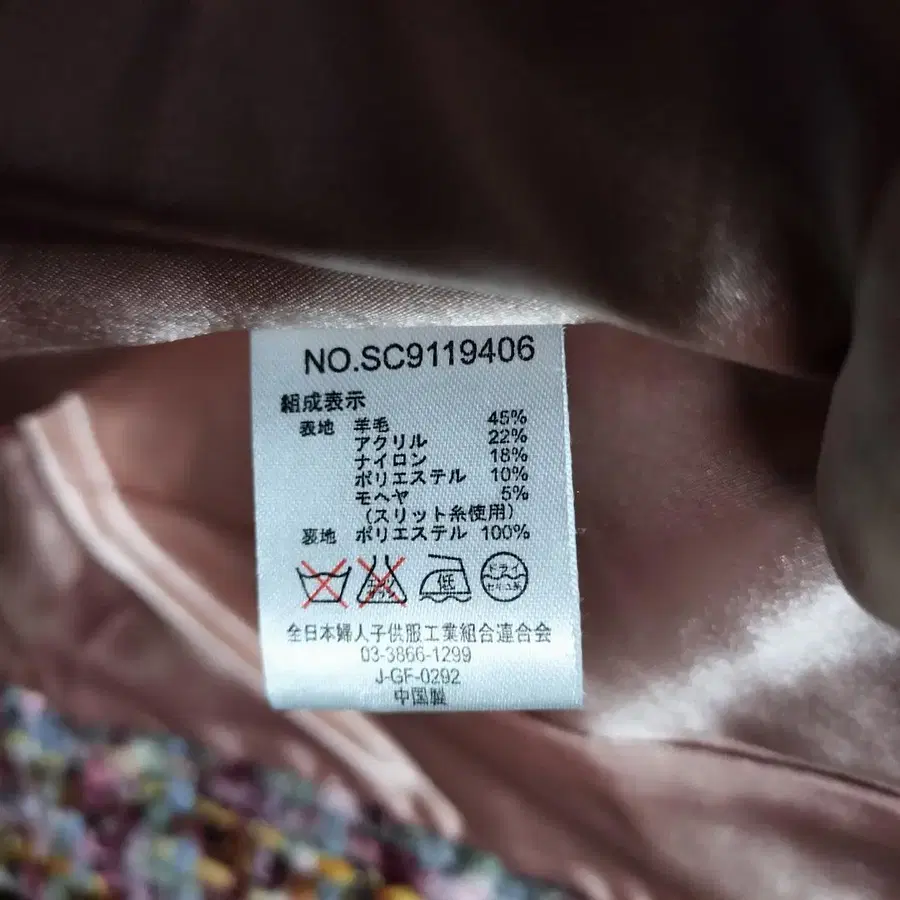 NO.SC9119406
組成表示
表地 羊毛 45%
アクリル 22%
ナイロン 18%
ポリエステル 10%
モヘヤ 5%
(スリット糸使用)
裏地 ポリエステル 100%
低 ドライ
全日本婦人子供服工業組合連合会
03-3866-1299
J-GF-0292
中国製